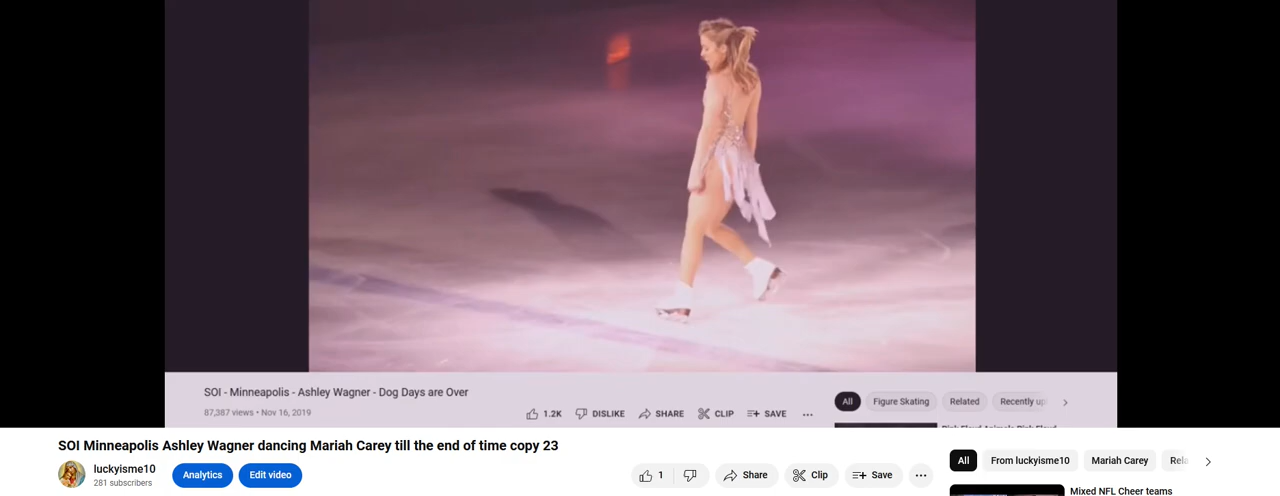 SOI - Minneapolis - Ashley Wagner - Dog Days are Over
87,387 views • Nov 16, 2019
1.2K DISLIKE SHARE CLIP SAVE
All Figure Skating Related Recently up
SOI Minneapolis Ashley Wagner dancing Mariah Carey till the end of time copy 23
luckyisme10
281 subscribers
Analytics Edit video
1 Share Clip Save
All From luckyisme10 Mariah Carey Rela
Mixed NFL Cheer teams